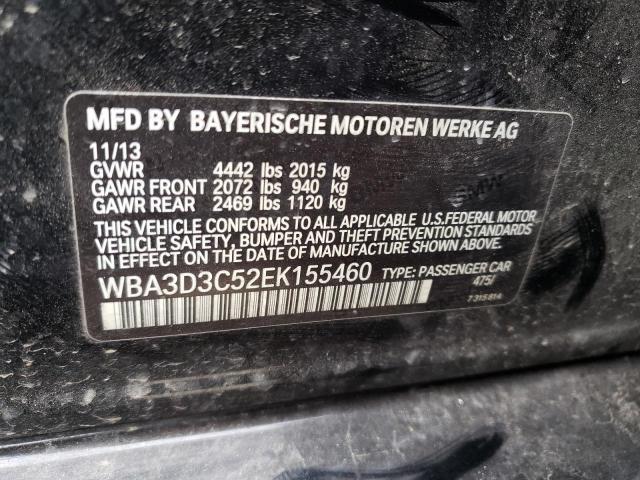 MFD BY BAYERISCHE MOTOREN WERKE AG
11/13
GVWR 4442 lbs 2015 kg
GAWR FRONT 2072 lbs 940 kg
GAWR REAR 2469 lbs 1120 kg
THIS VEHICLE CONFORMS TO ALL APPLICABLE U.S.FEDERAL MOTOR
VEHICLE SAFETY, BUMPER AND THEFT PREVENTION STANDARDS
IN EFFECT ON THE DATE OF MANUFACTURE SHOWN ABOVE.
WBA3D3C52EK155460 TYPE: PASSENGER CAR
475/
7315814